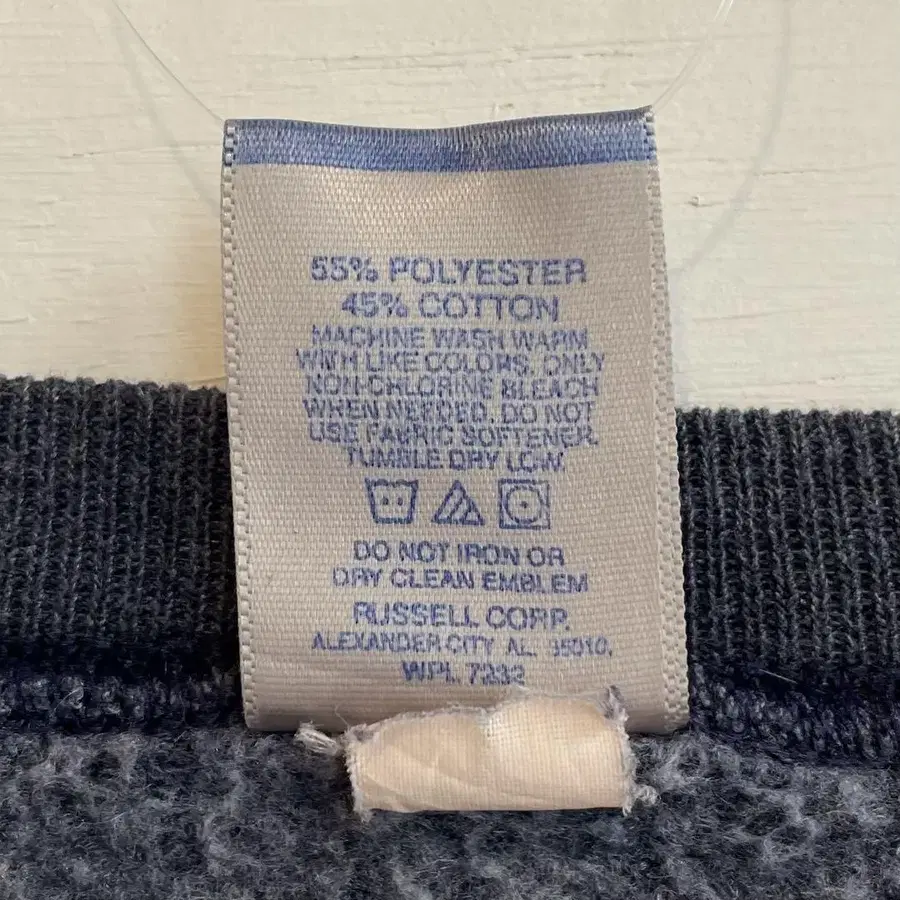 55% POLYESTER
45% COTTON
MACHINE WASH WARM
WITH LIKE COLORS, ONLY
NON-CHLORINE BLEACH
WHEN NEEDED. DO NOT
USE FABRIC SOFTENER.
TUMBLE DRY LOW.
DO NOT IRON OR
DRY CLEAN EMBLEM
RUSSELL CORP.
ALEXANDER CITY AL 35010.
WPL 7232